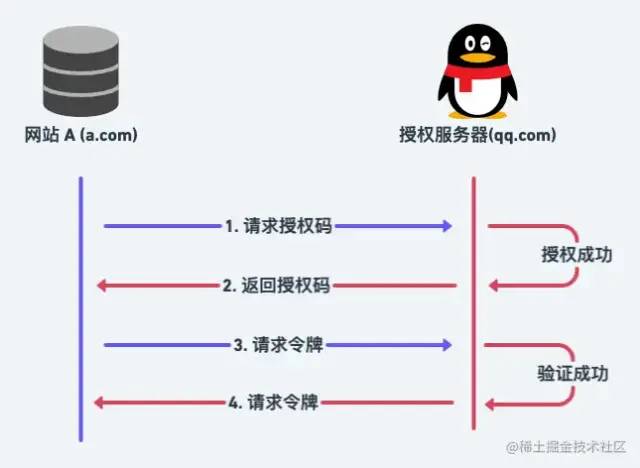 网站 A (a.com)
授权服务器(qq.com)
1. 请求授权码
授权成功
2. 返回授权码
3. 请求令牌
验证成功
4. 请求令牌
@稀土掘金技术社区